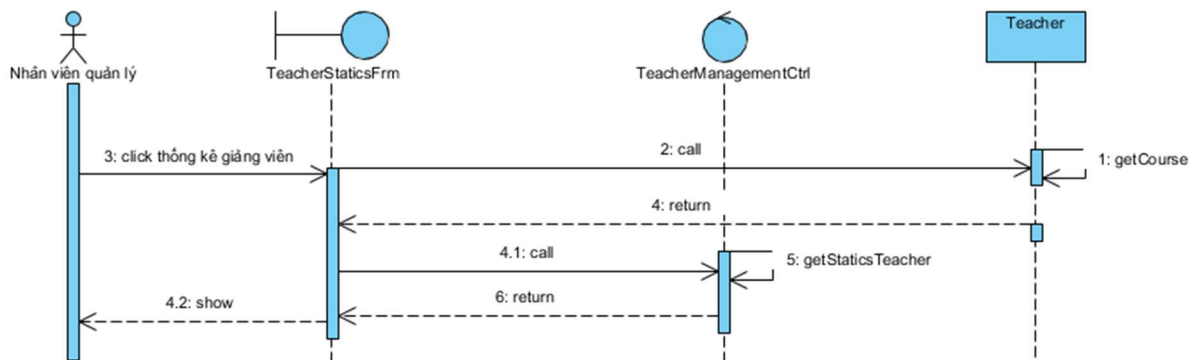 Teacher
Nhân viên quản lý
TeacherStaticsFrm
TeacherManagementCtrl
3: click thống kê giảng viên
2: call
1: getCourse
4: return
4.1: call
5: getStaticsTeacher
4.2: show
6: return